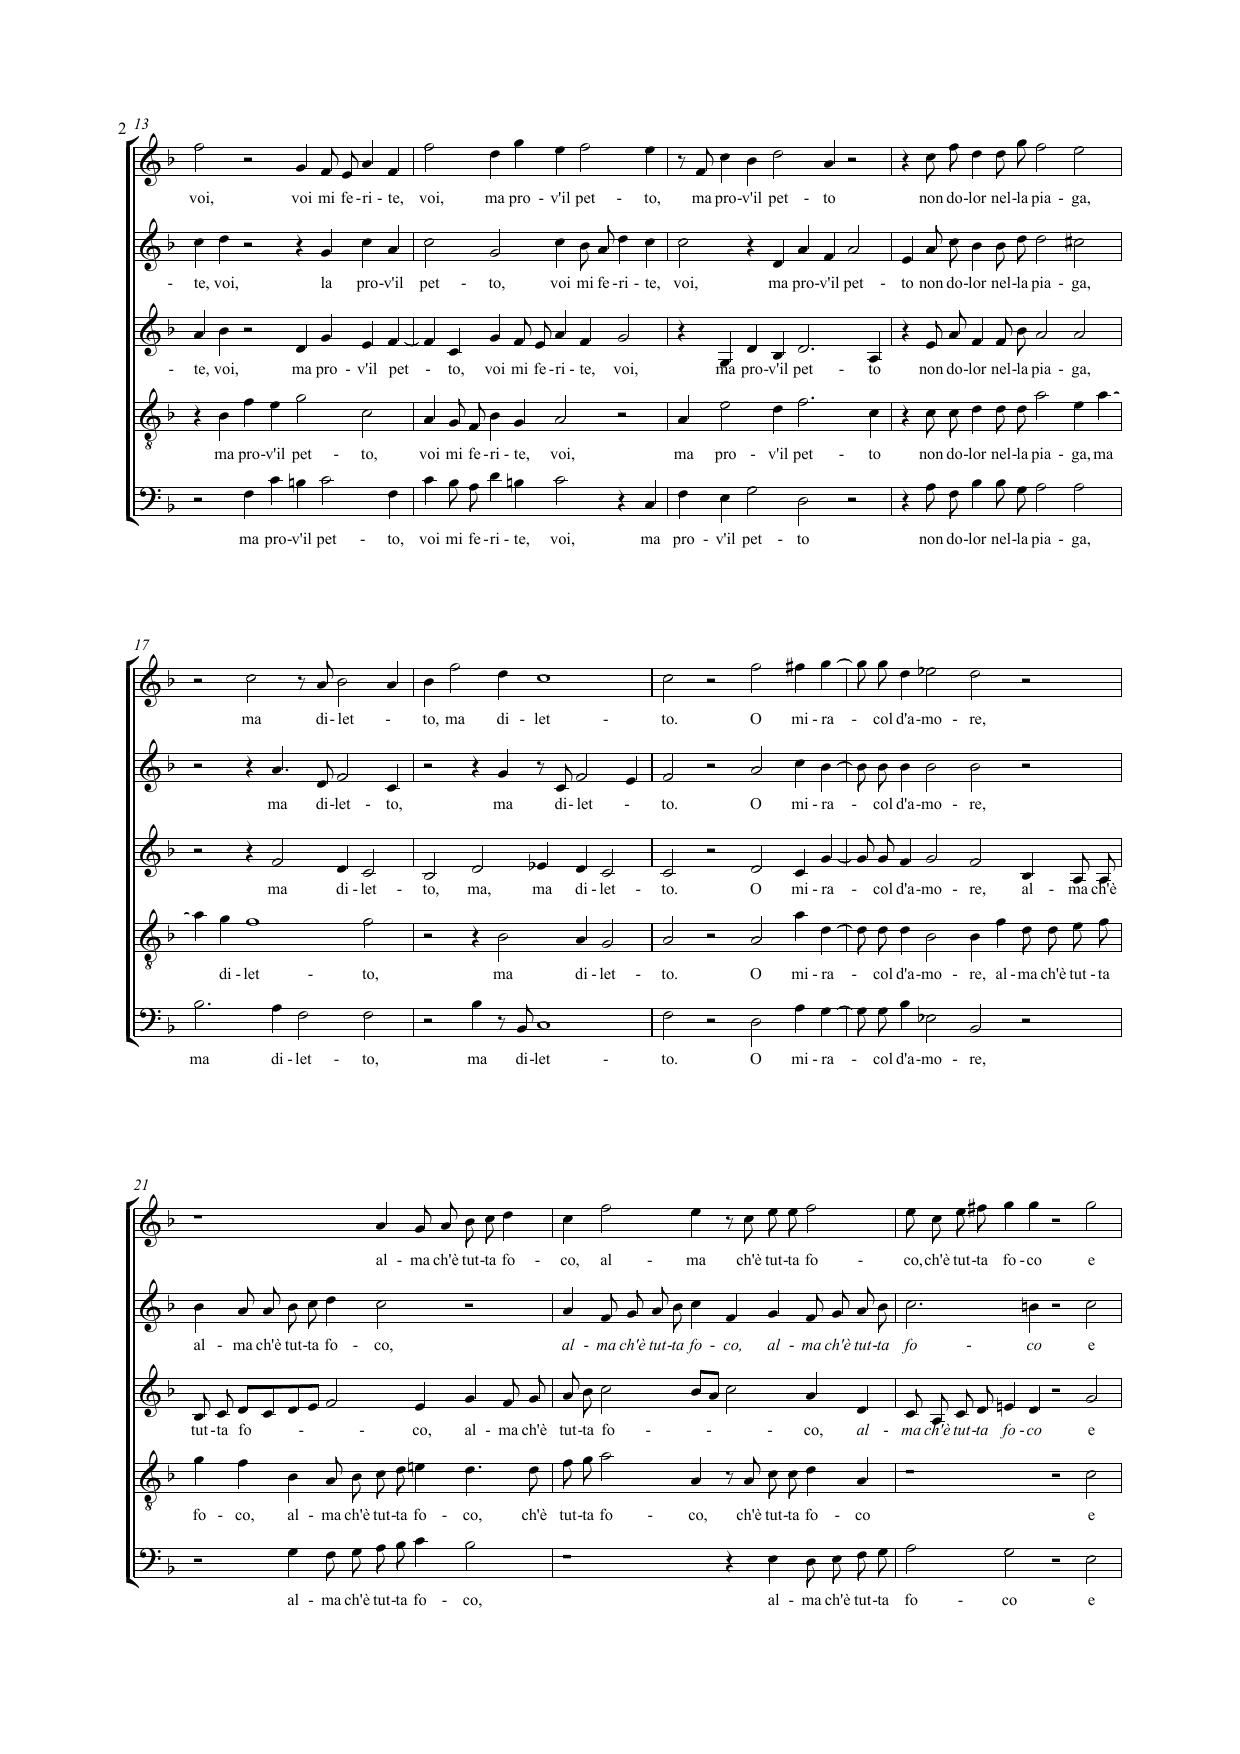 2 13
voi, voi mi fe - ri - te, voi, ma pro - v'il pet - to, ma pro - v'il pet - to non do - lor nel - la pia - ga,
- te, voi, la pro - v'il pet - to, voi mi fe - ri - te, voi, ma pro - v'il pet - to non do - lor nel - la pia - ga,
- te, voi, ma pro - v'il pet - to, voi mi fe - ri - te, voi, ma pro - v'il pet - to non do - lor nel - la pia - ga,
ma pro - v'il pet - to, voi mi fe - ri - te, voi, ma pro - v'il pet - to non do - lor nel - la pia - ga, ma
ma pro - v'il pet - to, voi mi fe - ri - te, voi, ma pro - v'il pet - to non do - lor nel - la pia - ga,
17
ma di - let - to, ma di - let - to. O mi - ra - col d'a - mo - re,
ma di - let - to, ma di - let - to. O mi - ra - col d'a - mo - re,
ma di - let - to, ma, ma di - let - to. O mi - ra - col d'a - mo - re, al - ma ch'è
di - let - to, ma di - let - to. O mi - ra - col d'a - mo - re, al - ma ch'è tut - ta
ma di - let - to, ma di - let - to. O mi - ra - col d'a - mo - re,
21
al - ma ch'è tut - ta fo - co, al - ma ch'è tut - ta fo - co, ch'è tut - ta fo - co e
al - ma ch'è tut - ta fo - co, al - ma ch'è tut - ta fo - co, al - ma ch'è tut - ta fo - co e
tut - ta fo - - - co, al - ma ch'è tut - ta fo - - - co, al - ma ch'è tut - ta fo - co e
fo - co, al - ma ch'è tut - ta fo - co, ch'è tut - ta fo - co, ch'è tut - ta fo - co e
al - ma ch'è tut - ta fo - co, al - ma ch'è tut - ta fo - co e